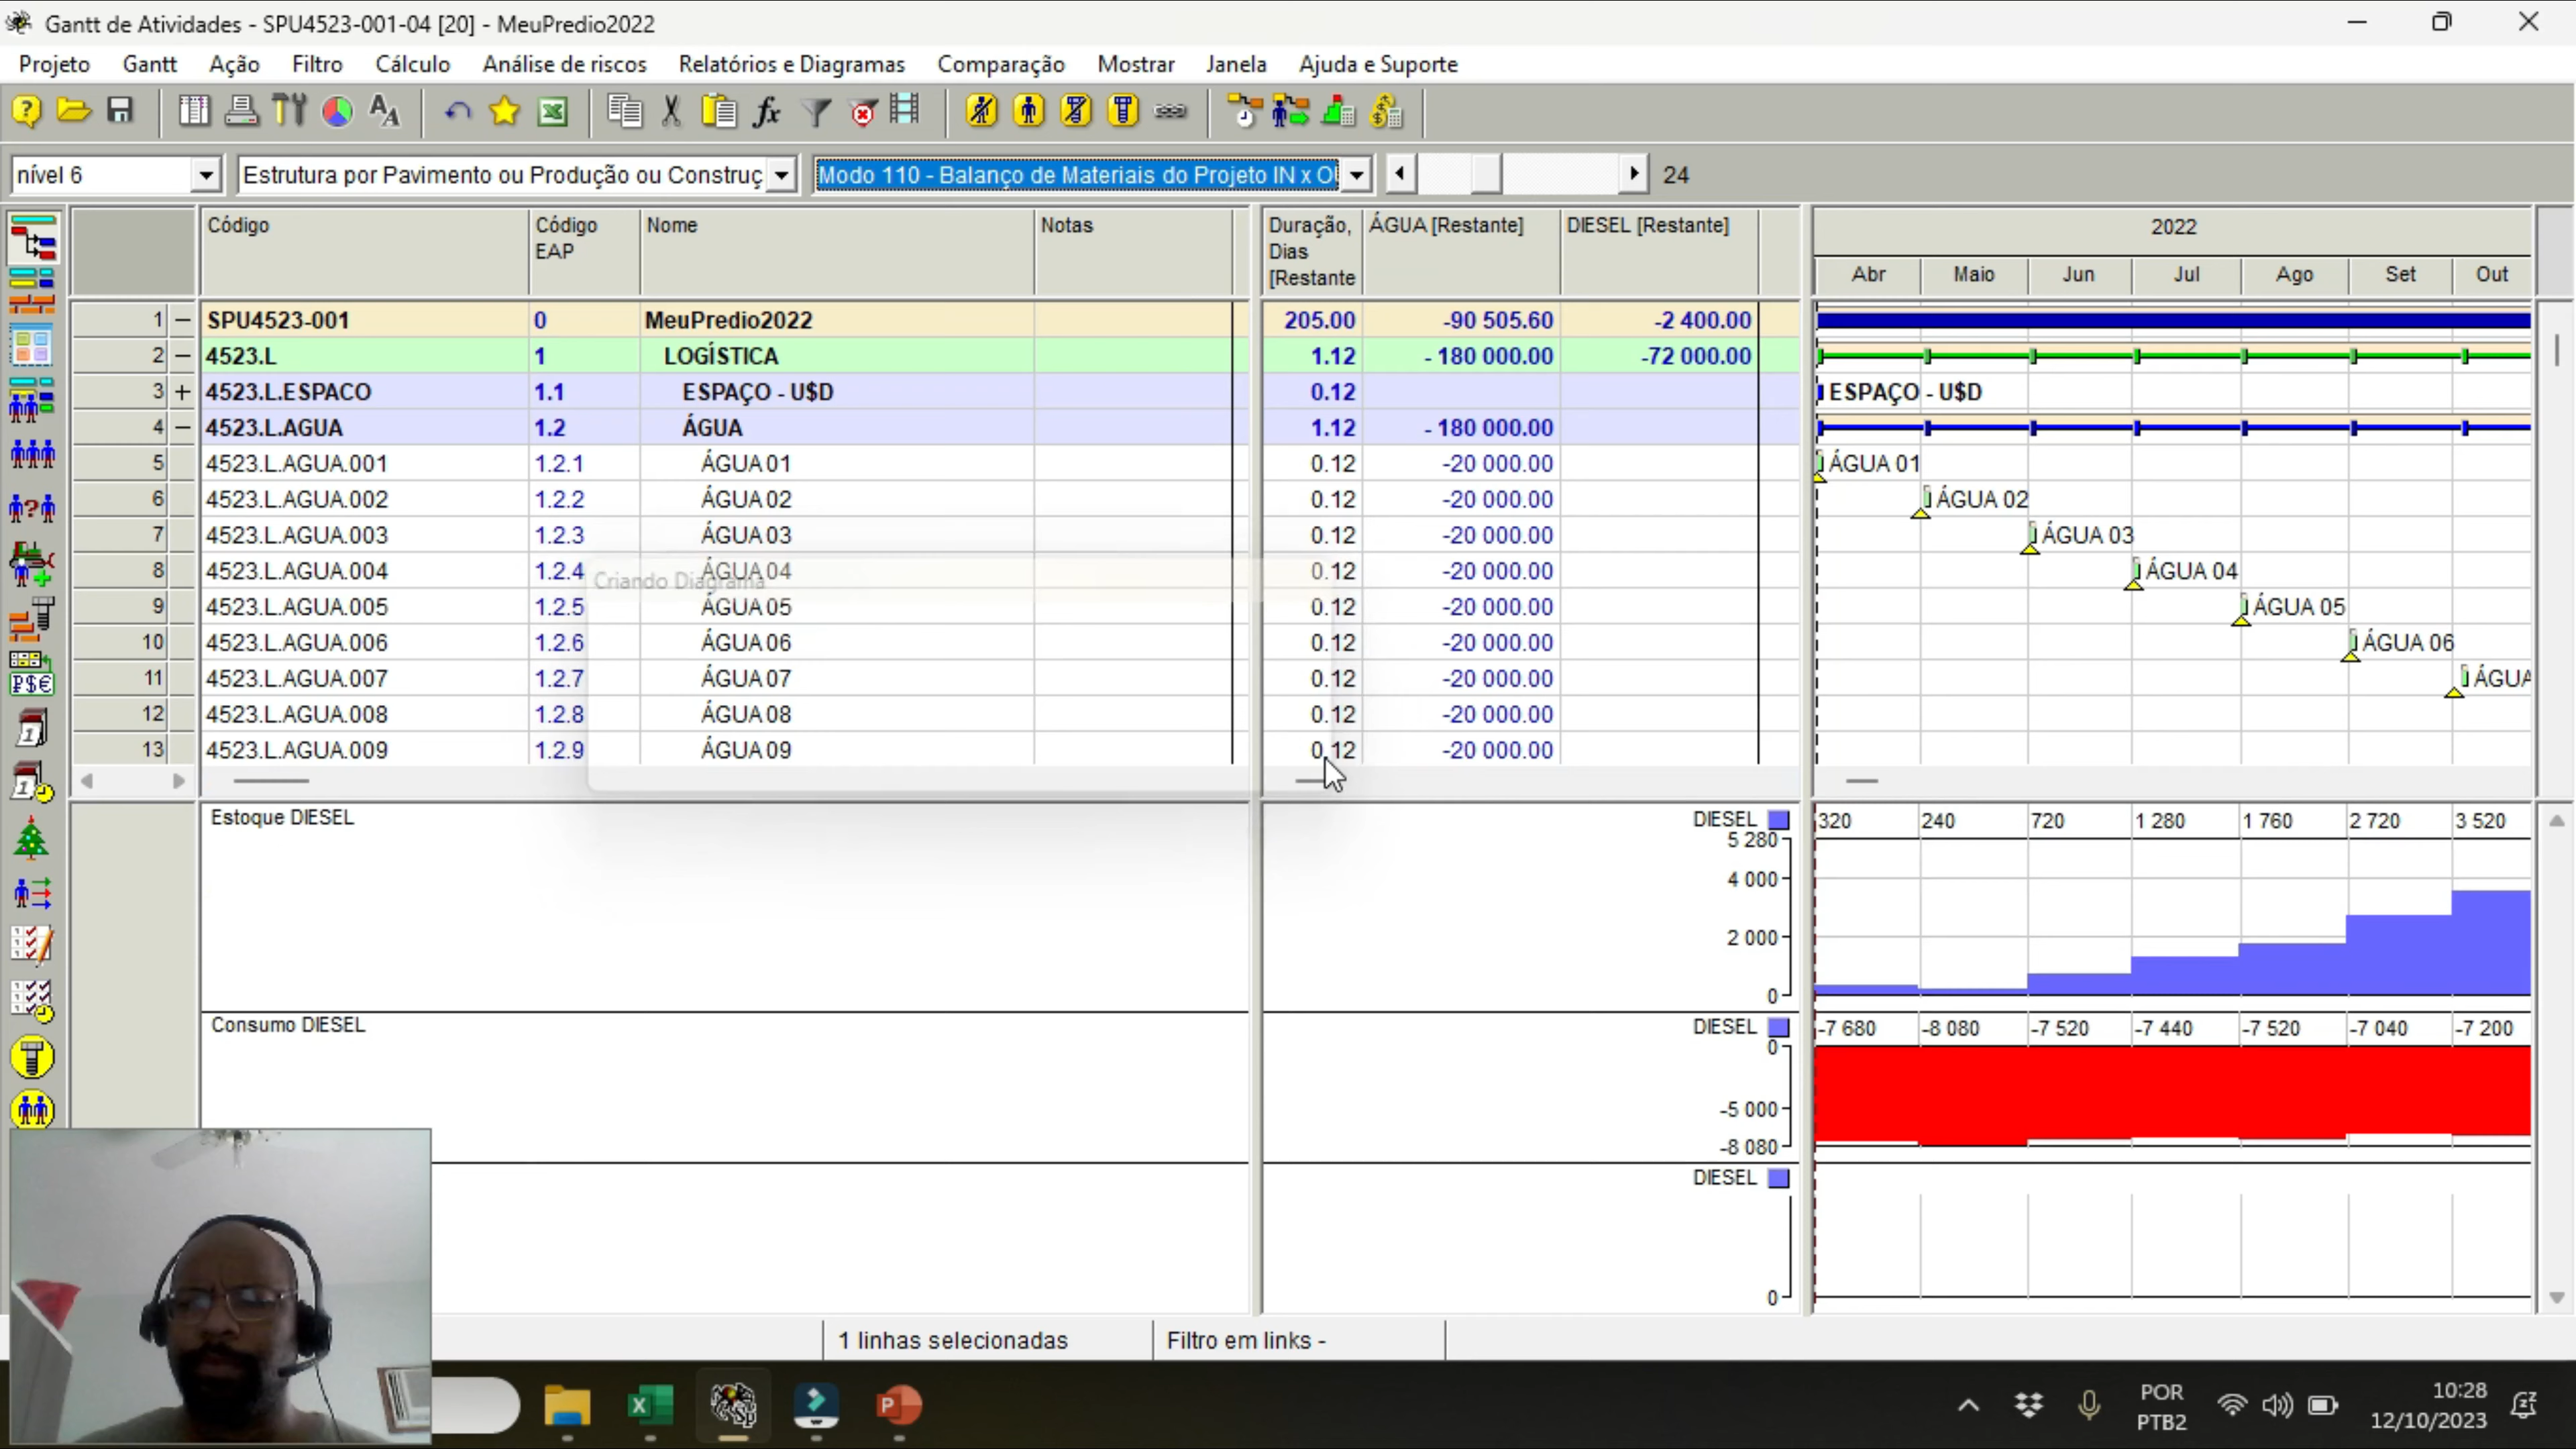 Gantt de Atividades - SPU4523-001-04 [20] - MeuPredio2022
Projeto Gantt Ação Filtro Cálculo Análise de riscos Relatórios e Diagramas Comparação Mostrar Janela Ajuda e Suporte
nível 6 Estrutura por Pavimento ou Produção ou Construç Modo 110 - Balanço de Materiais do Projeto IN x O 24
Código Código EAP Nome Notas Duração, Dias [Restante ÁGUA [Restante] DIESEL [Restante] 2022
Abr Maio Jun Jul Ago Set Out
1 SPU4523-001 0 MeuPredio2022 205.00 -90 505.60 -2 400.00
2 4523.L 1 LOGÍSTICA 1.12 - 180 000.00 -72 000.00
3 4523.L.ESPACO 1.1 ESPAÇO - U$D 0.12 ESPAÇO - U$D
4 4523.L.AGUA 1.2 ÁGUA 1.12 - 180 000.00
5 4523.L.AGUA.001 1.2.1 ÁGUA 01 0.12 -20 000.00 ÁGUA 01
6 4523.L.AGUA.002 1.2.2 ÁGUA 02 0.12 -20 000.00 ÁGUA 02
7 4523.L.AGUA.003 1.2.3 ÁGUA 03 0.12 -20 000.00 ÁGUA 03
8 4523.L.AGUA.004 1.2.4 ÁGUA 04 0.12 -20 000.00 ÁGUA 04
Criando Diagrama
9 4523.L.AGUA.005 1.2.5 ÁGUA 05 0.12 -20 000.00 ÁGUA 05
10 4523.L.AGUA.006 1.2.6 ÁGUA 06 0.12 -20 000.00 ÁGUA 06
11 4523.L.AGUA.007 1.2.7 ÁGUA 07 0.12 -20 000.00 ÁGUA
12 4523.L.AGUA.008 1.2.8 ÁGUA 08 0.12 -20 000.00
13 4523.L.AGUA.009 1.2.9 ÁGUA 09 0.12 -20 000.00
Estoque DIESEL DIESEL 320 240 720 1 280 1 760 2 720 3 520
5 280
4 000
2 000
0
Consumo DIESEL DIESEL -7 680 -8 080 -7 520 -7 440 -7 520 -7 040 -7 200
0
-5 000
-8 080
DIESEL
0
1 linhas selecionadas Filtro em links -
POR PTB2 10:28 12/10/2023